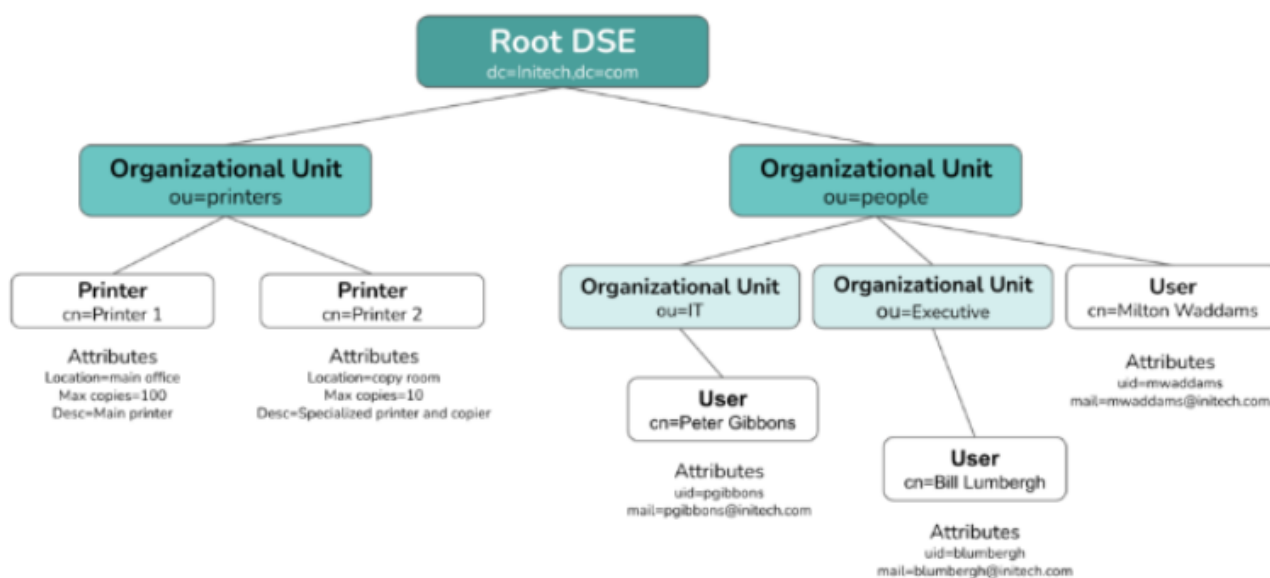 Root DSE
dc=Initech,dc=com
Organizational Unit
ou=printers
Organizational Unit
ou=people
Printer
cn=Printer 1
Attributes
Location=main office
Max copies=100
Desc=Main printer
Printer
cn=Printer 2
Attributes
Location=copy room
Max copies=10
Desc=Specialized printer and copier
Organizational Unit
ou=IT
User
cn=Peter Gibbons
Attributes
uid=pgibbons
mail=pgibbons@initech.com
Organizational Unit
ou=Executive
User
cn=Bill Lumbergh
Attributes
uid=blumbergh
mail=blumbergh@initech.com
User
cn=Milton Waddams
Attributes
uid=mwaddams
mail=mwaddams@initech.com